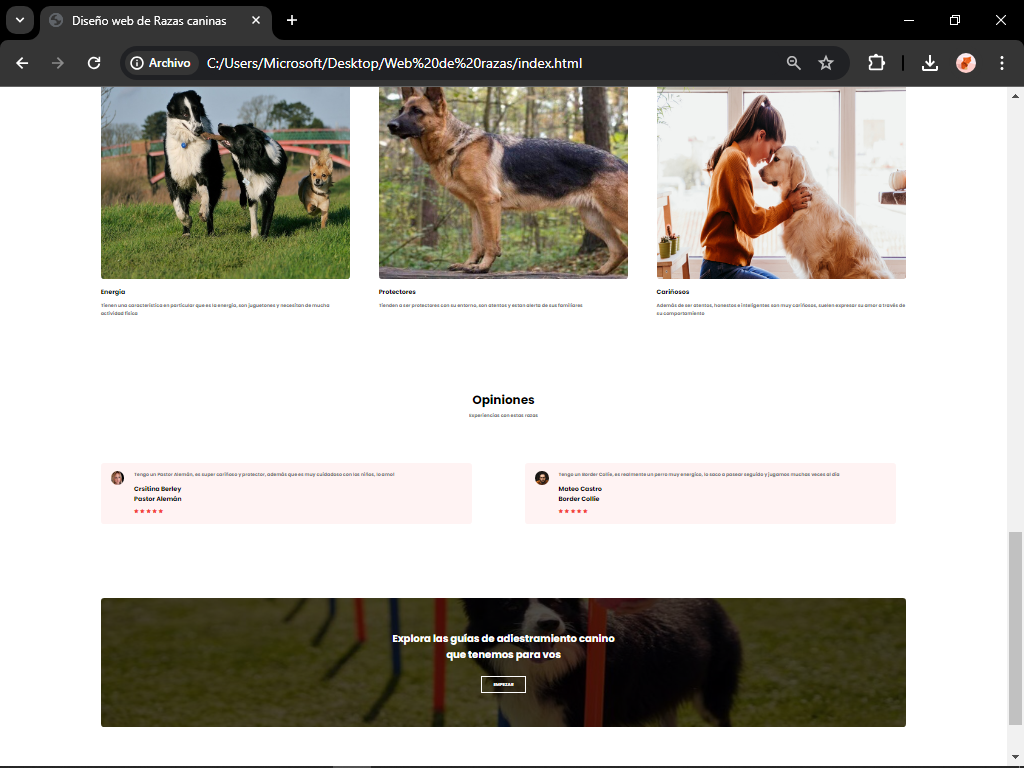 Diseño web de Razas caninas
Archivo
C:/Users/Microsoft/Desktop/Web%20de%20razas/index.html
Energía
Protectores
Cariñosos
Tienen una característica en particular que es la energía, son juguetones y necesitan de mucha
actividad física
Tienden a ser protectores con su entorno, son atentos y estan alerta de sus familiares
Además de ser atentos, honestos e inteligentes son muy cariñosos, suelen expresar su amor a través de
su comportamiento
Opiniones
Experiencias con estas razas
Tengo un Pastor Alemán, es super cariñoso y protector, además que es muy cuidadoso con los niños, lo amo!
Crsitina Berley
Pastor Alemán
Tengo un Border Collie, es realmente un perro muy energico, lo saco a pasear seguido y jugamos muchas veces al día
Mateo Castro
Border Collie
Explora las guías de adiestramiento canino
que tenemos para vos
EMPEZAR